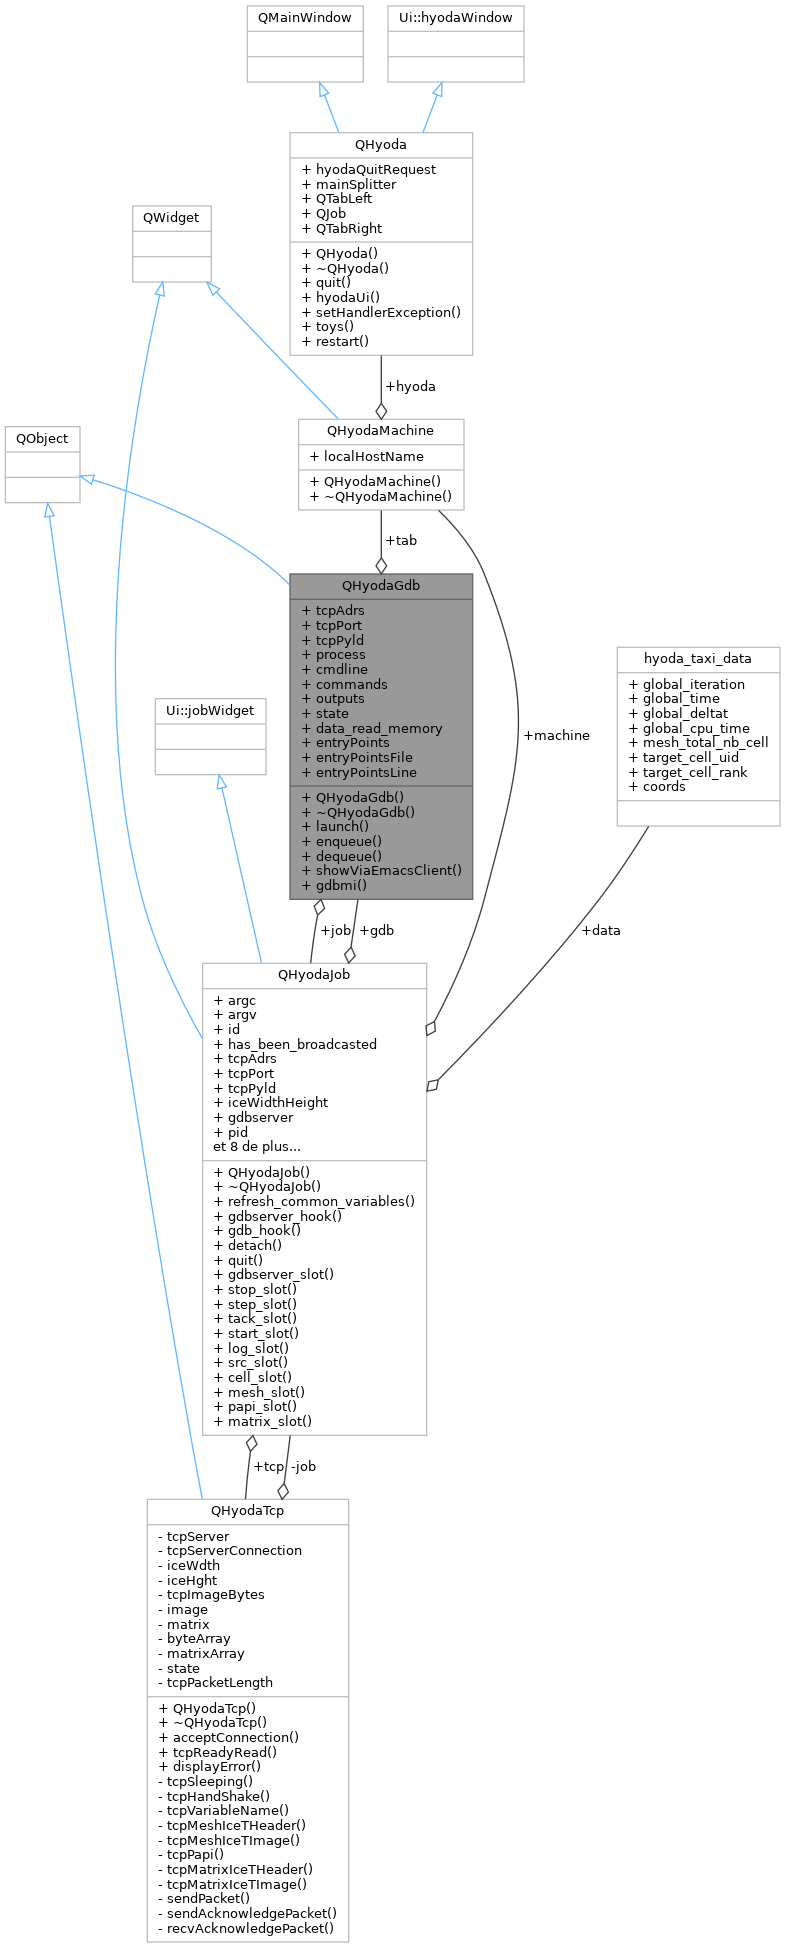 QMainWindow
Ui::hyodaWindow
QHyoda
+ hyodaQuitRequest
+ mainSplitter
+ QTabLeft
+ QJob
+ QTabRight
+ QHyoda()
+ ~QHyoda()
+ quit()
+ hyodaUi()
+ setHandlerException()
+ toys()
+ restart()
QWidget
+hyoda
QHyodaMachine
+ localHostName
+ QHyodaMachine()
+ ~QHyodaMachine()
QObject
+tab
QHyodaGdb
+ tcpAdrs
+ tcpPort
+ tcpPyld
+ process
+ cmdline
+ commands
+ outputs
+ state
+ data_read_memory
+ entryPoints
+ entryPointsFile
+ entryPointsLine
+ QHyodaGdb()
+ ~QHyodaGdb()
+ launch()
+ enqueue()
+ dequeue()
+ showViaEmacsClient()
+ gdbmi()
Ui::jobWidget
+machine
hyoda_taxi_data
+ global_iteration
+ global_time
+ global_deltat
+ global_cpu_time
+ mesh_total_nb_cell
+ target_cell_uid
+ target_cell_rank
+ coords
+job
+gdb
+data
QHyodaJob
+ argc
+ argv
+ id
+ has_been_broadcasted
+ tcpAdrs
+ tcpPort
+ tcpPyld
+ iceWidthHeight
+ gdbserver
+ pid
et 8 de plus...
+ QHyodaJob()
+ ~QHyodaJob()
+ refresh_common_variables()
+ gdbserver_hook()
+ gdb_hook()
+ detach()
+ quit()
+ gdbserver_slot()
+ stop_slot()
+ step_slot()
+ tack_slot()
+ start_slot()
+ log_slot()
+ src_slot()
+ cell_slot()
+ mesh_slot()
+ papi_slot()
+ matrix_slot()
+tcp
-job
QHyodaTcp
- tcpServer
- tcpServerConnection
- iceWdth
- iceHght
- tcpImageBytes
- image
- matrix
- byteArray
- matrixArray
- state
- tcpPacketLength
+ QHyodaTcp()
+ ~QHyodaTcp()
+ acceptConnection()
+ tcpReadyRead()
+ displayError()
- tcpSleeping()
- tcpHandShake()
- tcpVariableName()
- tcpMeshIceTHeader()
- tcpMeshIceTImage()
- tcpPapi()
- tcpMatrixIceTHeader()
- tcpMatrixIceTImage()
- sendPacket()
- sendAcknowledgePacket()
- recvAcknowledgePacket()